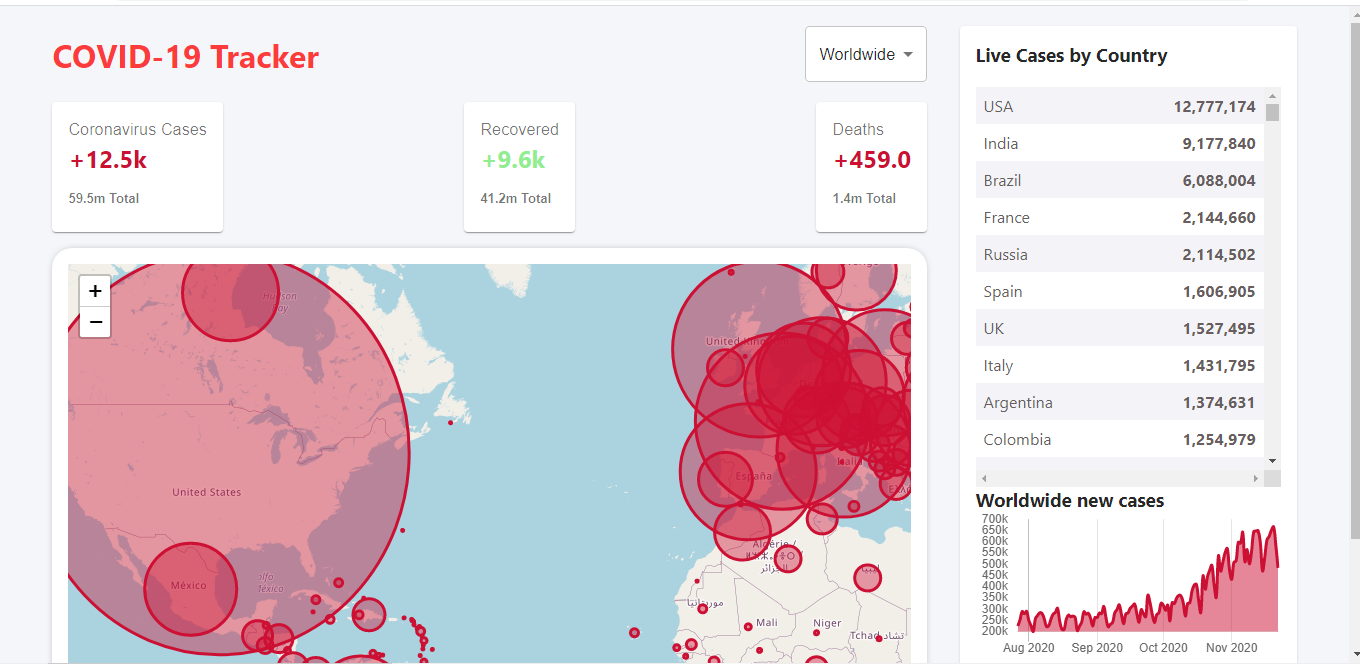 COVID-19 Tracker
Worldwide
Coronavirus Cases
+12.5k
59.5m Total
Recovered
+9.6k
41.2m Total
Deaths
+459.0
1.4m Total
+
−
Hudson
Bay
United States
México
United
España
Italia
Algérie /
الجزائر
ليبيا
موريتانيا
Mali
Niger
Tchad تشاد
Live Cases by Country
USA 12,777,174
India 9,177,840
Brazil 6,088,004
France 2,144,660
Russia 2,114,502
Spain 1,606,905
UK 1,527,495
Italy 1,431,795
Argentina 1,374,631
Colombia 1,254,979
Worldwide new cases
700k
650k
600k
550k
500k
450k
400k
350k
300k
250k
200k
Aug 2020 Sep 2020 Oct 2020 Nov 2020